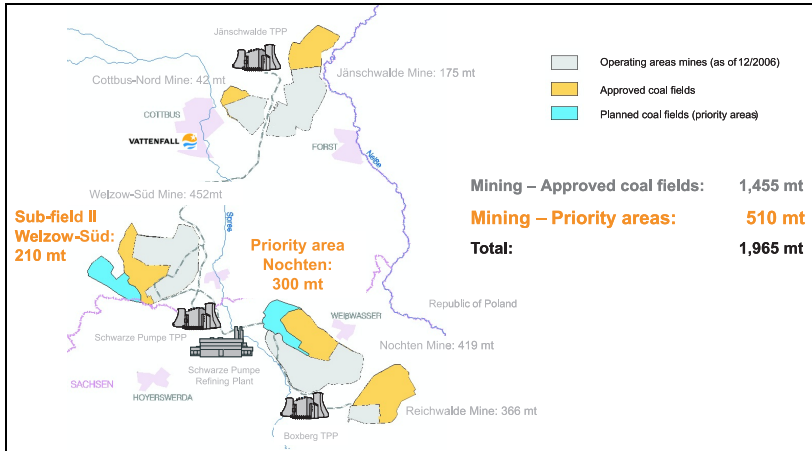 Jänschwalde TPP
Cottbus-Nord Mine: 42 mt
Jänschwalde Mine: 175 mt
COTTBUS
VATTENFALL
FORST
Neiße
Operating areas mines (as of 12/2006)
Approved coal fields
Planned coal fields (priority areas)
Mining – Approved coal fields: 1,455 mt
Mining – Priority areas: 510 mt
Total: 1,965 mt
Welzow-Süd Mine: 452mt
Spree
Sub-field II
Welzow-Süd:
210 mt
Priority area
Nochten:
300 mt
Republic of Poland
WEIßWASSER
Schwarze Pumpe TPP
Nochten Mine: 419 mt
Schwarze Pumpe
Refining Plant
SACHSEN
HOYERSWERDA
Reichwalde Mine: 366 mt
Boxberg TPP